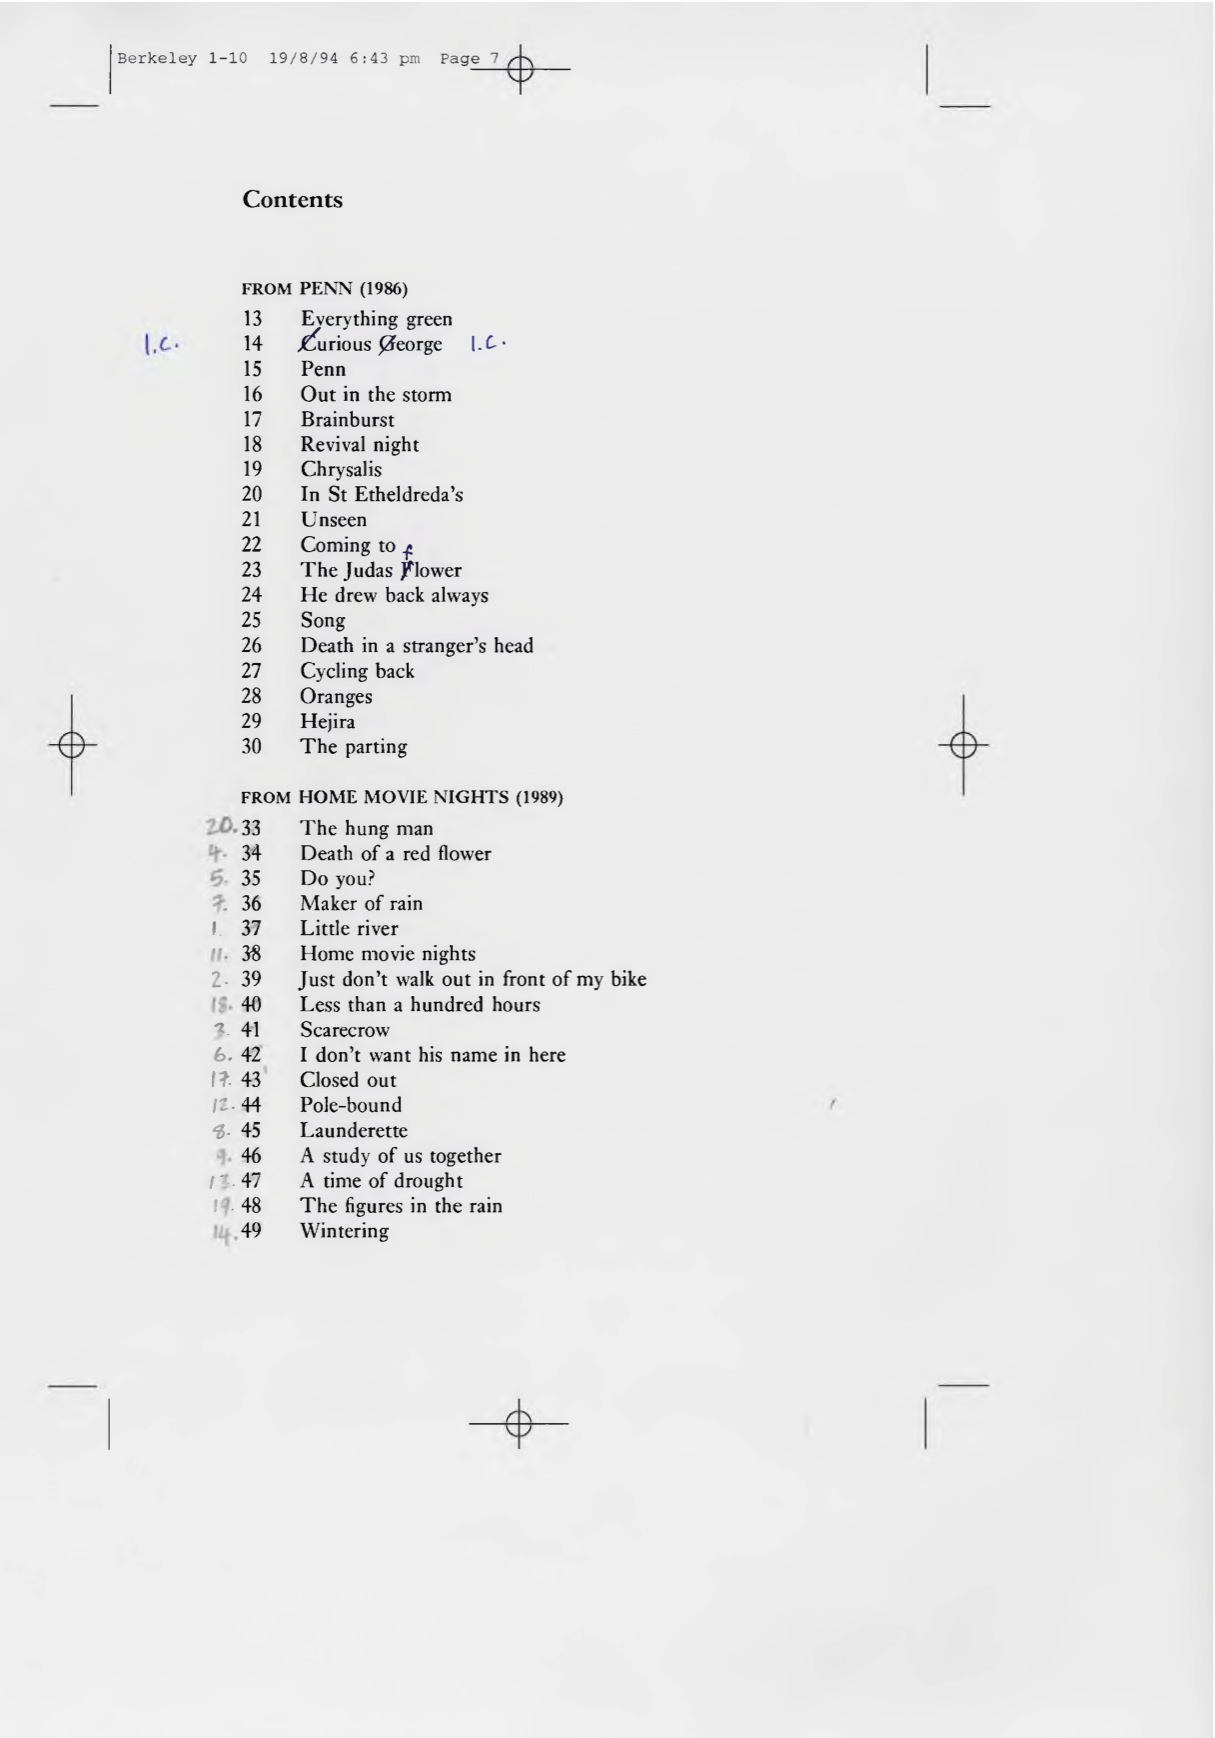 Berkeley 1-10 19/8/94 6:43 pm Page 7
Contents
FROM PENN (1986)
13 Everything green
l.c. 14 Curious George l.c.
15 Penn
16 Out in the storm
17 Brainburst
18 Revival night
19 Chrysalis
20 In St Etheldreda's
21 Unseen
22 Coming to
f
23 The Judas Flower
24 He drew back always
25 Song
26 Death in a stranger's head
27 Cycling back
28 Oranges
29 Hejira
30 The parting
FROM HOME MOVIE NIGHTS (1989)
20. 33 The hung man
4. 34 Death of a red flower
5. 35 Do you?
7. 36 Maker of rain
1. 37 Little river
11. 38 Home movie nights
2. 39 Just don't walk out in front of my bike
18. 40 Less than a hundred hours
3. 41 Scarecrow
6. 42 I don't want his name in here
17. 43 Closed out
12. 44 Pole-bound
8. 45 Launderette
9. 46 A study of us together
13. 47 A time of drought
19. 48 The figures in the rain
14. 49 Wintering